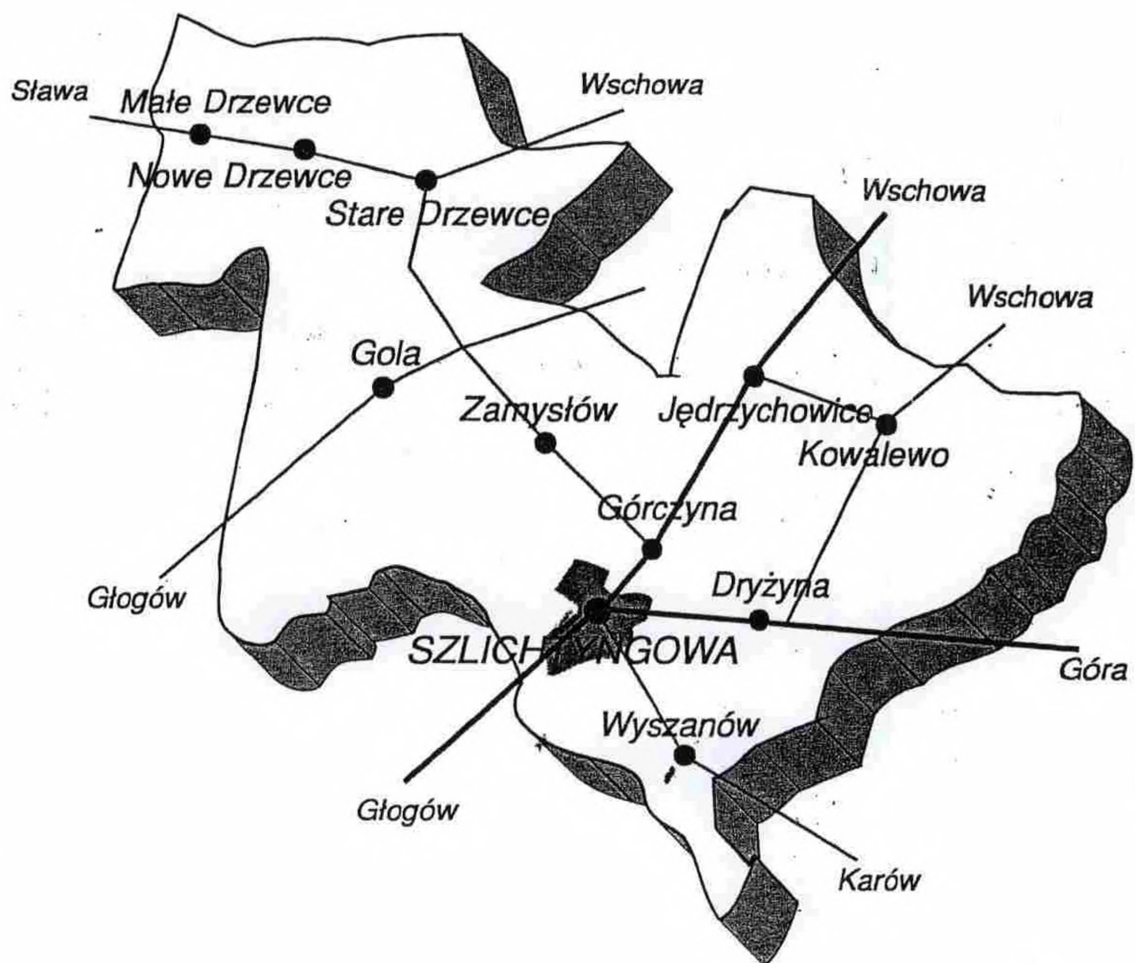 Sława
Małe Drzewce
Wschowa
Nowe Drzewce
Stare Drzewce
Wschowa
Wschowa
Gola
Zamysłów
Jędrzychowice
Kowalewo
Górczyna
Głogów
Dryżyna
SZLICHTYNGOWA
Góra
Wyszanów
Głogów
Karów